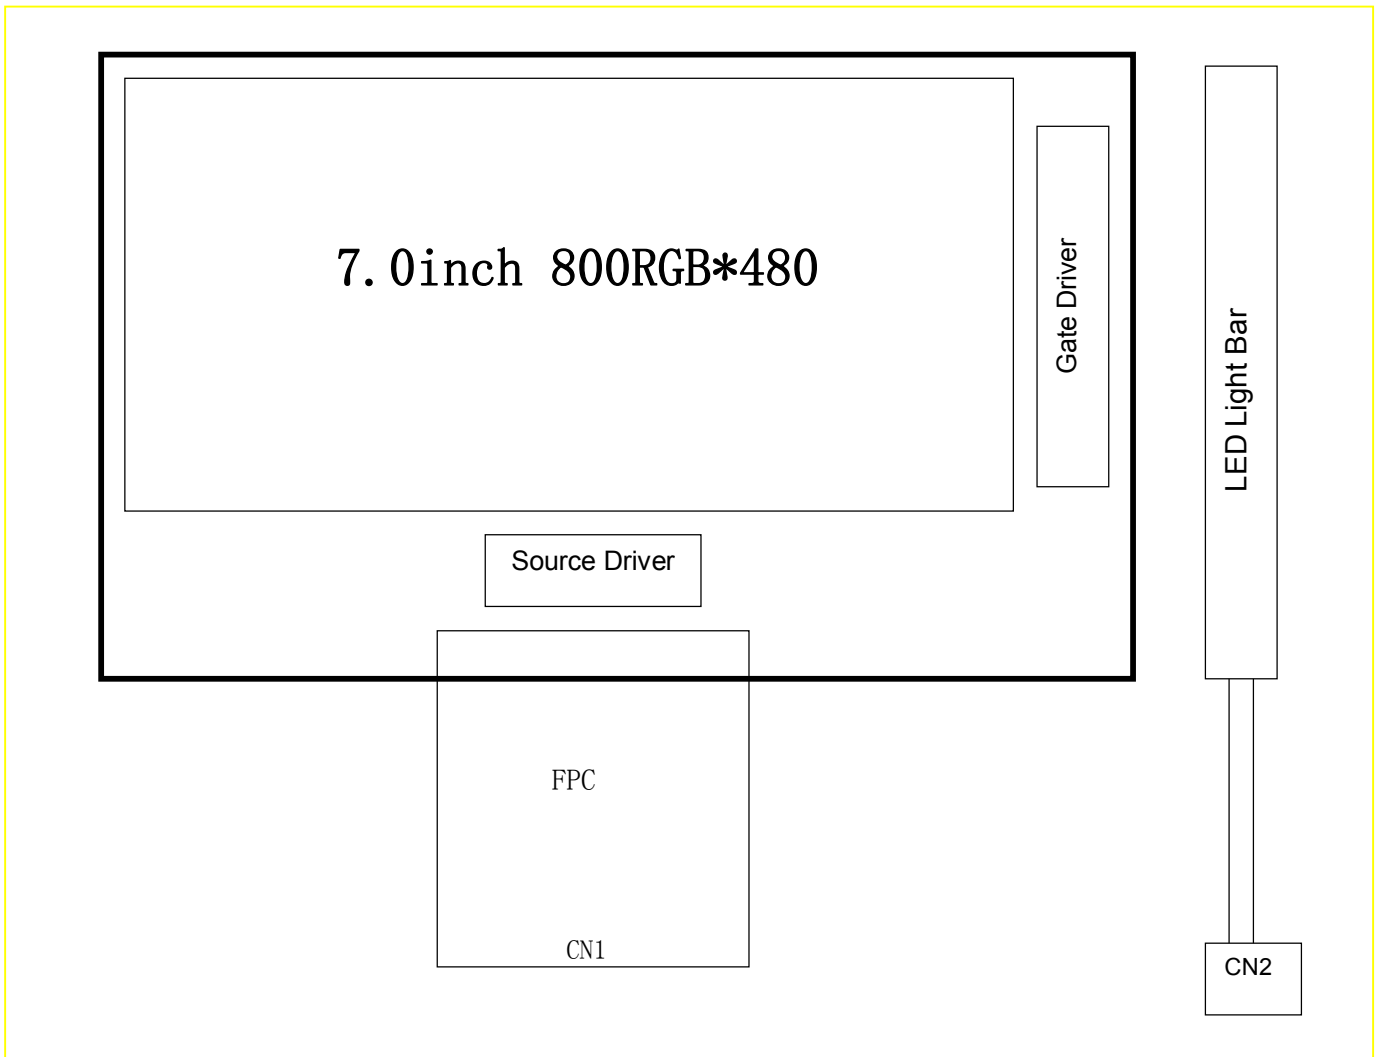 7.0inch 800RGB*480
Gate Driver
LED Light Bar
Source Driver
FPC
CN1
CN2